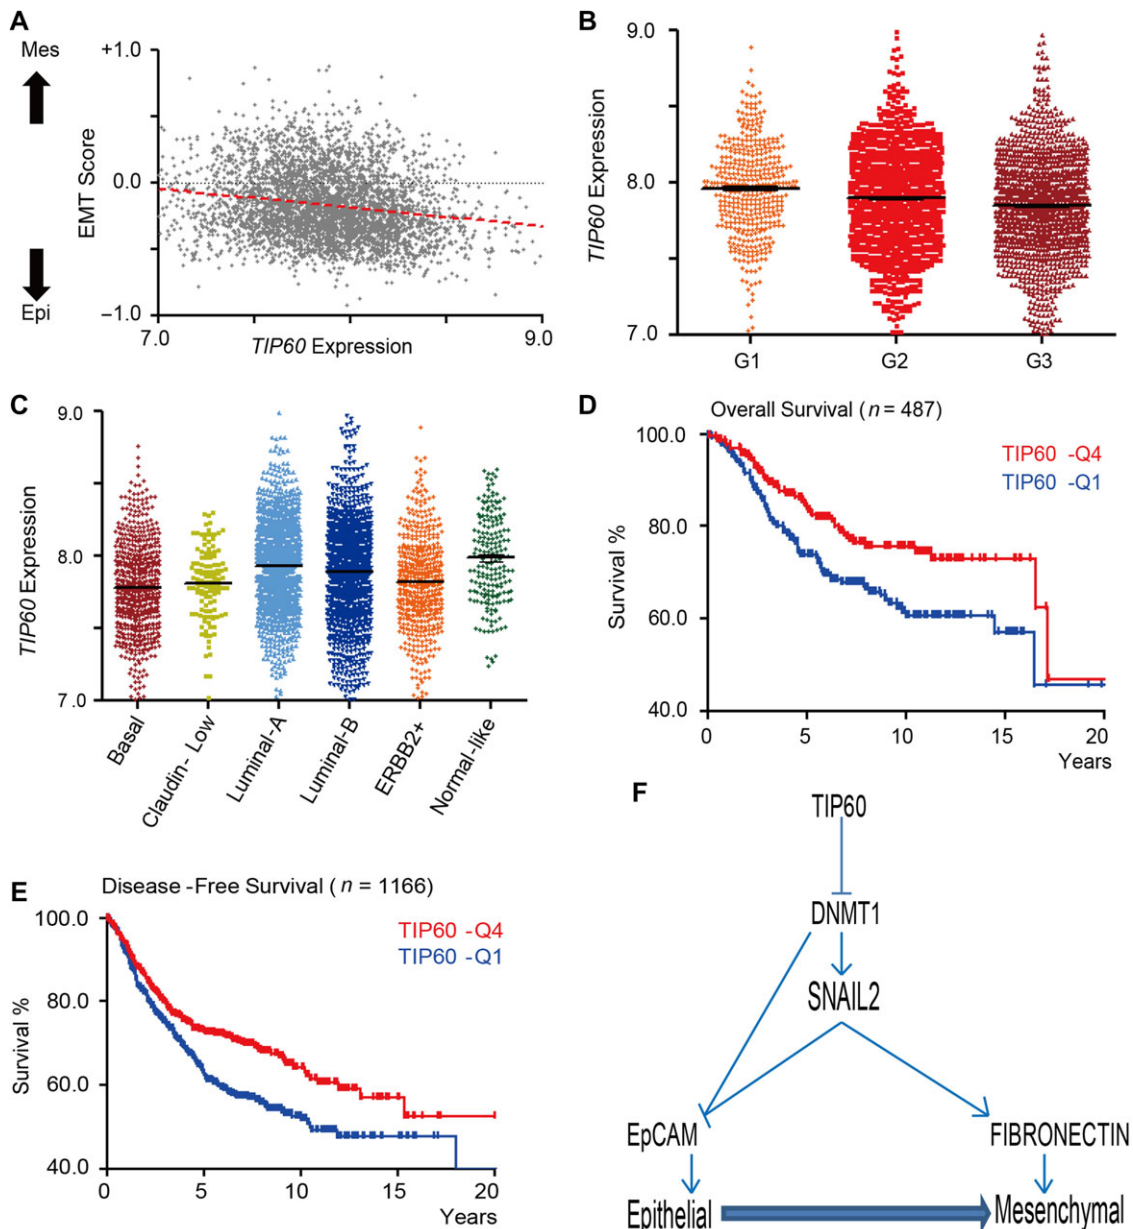 A
Mes
Epi
EMT Score
+1.0
0.0
−1.0
7.0
9.0
TIP60 Expression
B
TIP60 Expression
9.0
8.0
7.0
G1
G2
G3
C
TIP60 Expression
9.0
8.0
7.0
Basal
Claudin- Low
Luminal-A
Luminal-B
ERBB2+
Normal-like
D
Overall Survival (n = 487)
TIP60 -Q4
TIP60 -Q1
Survival %
100.0
80.0
60.0
40.0
0
5
10
15
20
Years
E
Disease -Free Survival ( n = 1166)
TIP60 -Q4
TIP60 -Q1
Survival %
100.0
80.0
60.0
40.0
0
5
10
15
20
Years
F
TIP60
DNMT1
SNAIL2
EpCAM
FIBRONECTIN
Epithelial
Mesenchymal